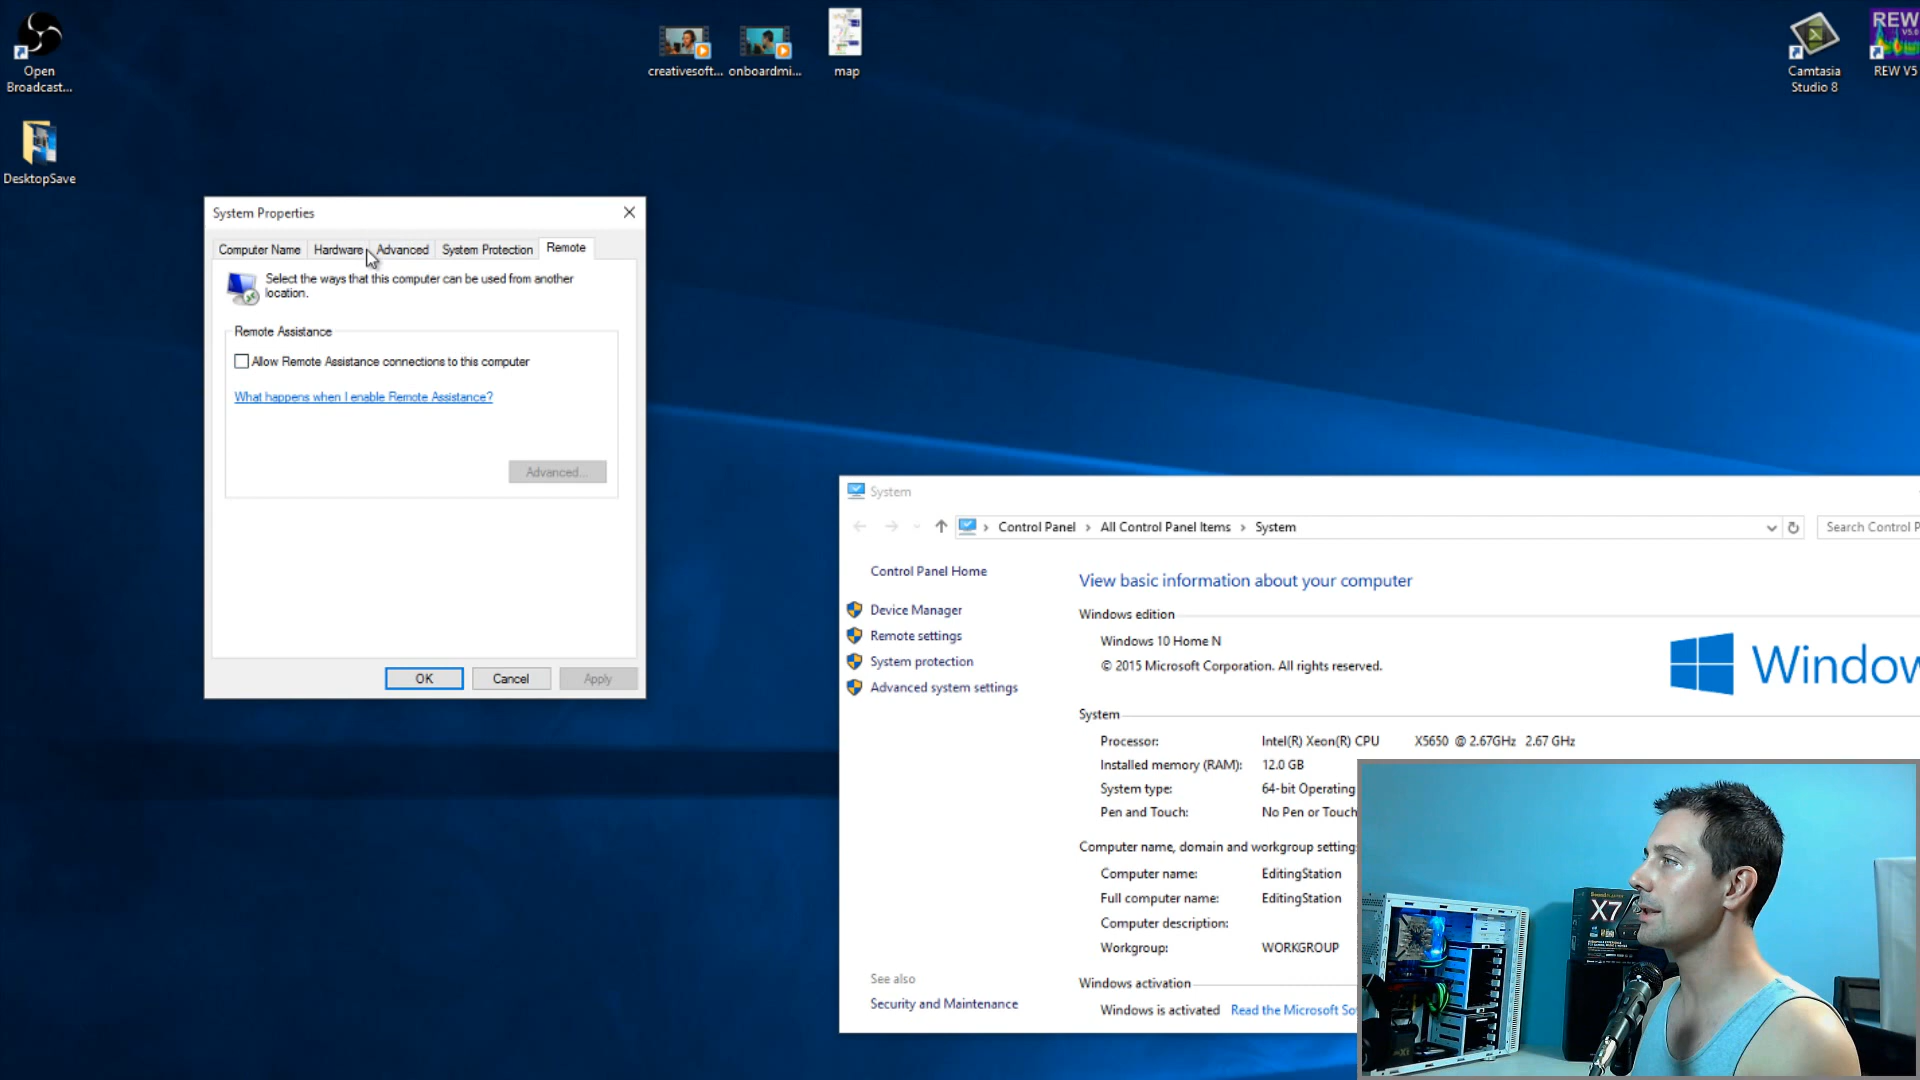 Open
Broadcast...
DesktopSave
creativesoft...
onboardmi...
map
Camtasia
Studio 8
REW
V5.0
REW V5
System Properties
Computer Name
Hardware
Advanced
System Protection
Remote
Select the ways that this computer can be used from another
location.
Remote Assistance
Allow Remote Assistance connections to this computer
What happens when I enable Remote Assistance?
Advanced...
OK
Cancel
Apply
System
Control Panel > All Control Panel Items > System
Search Control P
Control Panel Home
Device Manager
Remote settings
System protection
Advanced system settings
See also
Security and Maintenance
View basic information about your computer
Windows edition
Windows 10 Home N
© 2015 Microsoft Corporation. All rights reserved.
Window
System
Processor: Intel(R) Xeon(R) CPU X5650 @ 2.67GHz 2.67 GHz
Installed memory (RAM): 12.0 GB
System type: 64-bit Operating
Pen and Touch: No Pen or Touch
Computer name, domain and workgroup settings
Computer name: EditingStation
Full computer name: EditingStation
Computer description:
Workgroup: WORKGROUP
Windows activation
Windows is activated Read the Microsoft So
X7